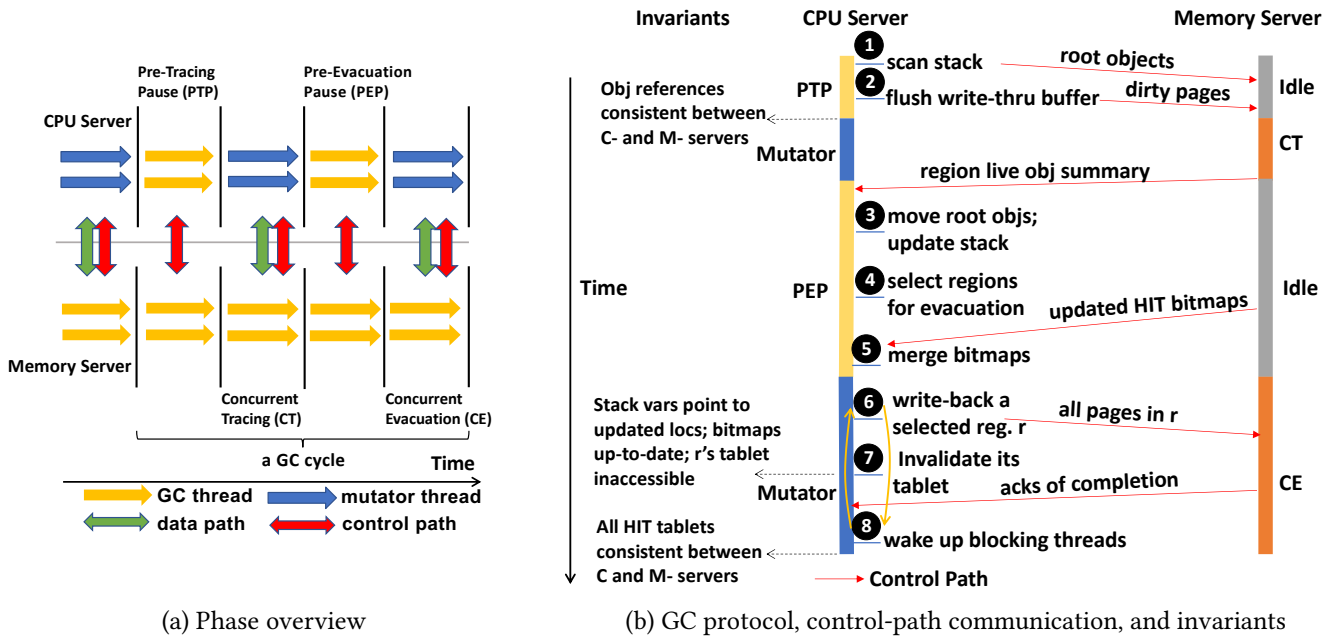 Pre-Tracing
Pause (PTP)
Pre-Evacuation
Pause (PEP)
CPU Server
Memory Server
Concurrent
Tracing (CT)
Concurrent
Evacuation (CE)
a GC cycle
Time
GC thread
mutator thread
data path
control path
(a) Phase overview
Invariants
CPU Server
Memory Server
1
scan stack
root objects
2
flush write-thru buffer
dirty pages
PTP
Idle
Obj references
consistent between
C- and M- servers
Mutator
CT
region live obj summary
3
move root objs;
update stack
Time
PEP
4
select regions
for evacuation
Idle
updated HIT bitmaps
5
merge bitmaps
6
write-back a
selected reg. r
all pages in r
Stack vars point to
updated locs; bitmaps
up-to-date; r's tablet
inaccessible
7
Invalidate its
tablet
Mutator
acks of completion
CE
8
wake up blocking threads
All HIT tablets
consistent between
C and M- servers
Control Path
(b) GC protocol, control-path communication, and invariants